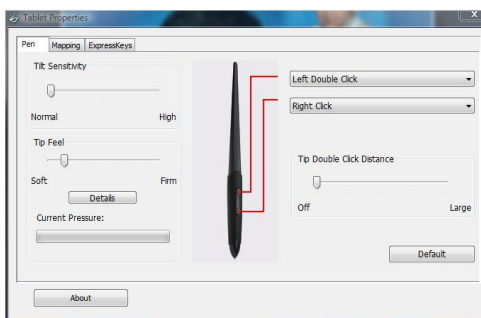 Tablet Properties
X
Pen Mapping ExpressKeys
Tilt Sensitivity
Normal High
Tip Feel
Soft Firm
Details
Current Pressure:
Left Double Click
Right Click
Tip Double Click Distance
Off Large
Default
About